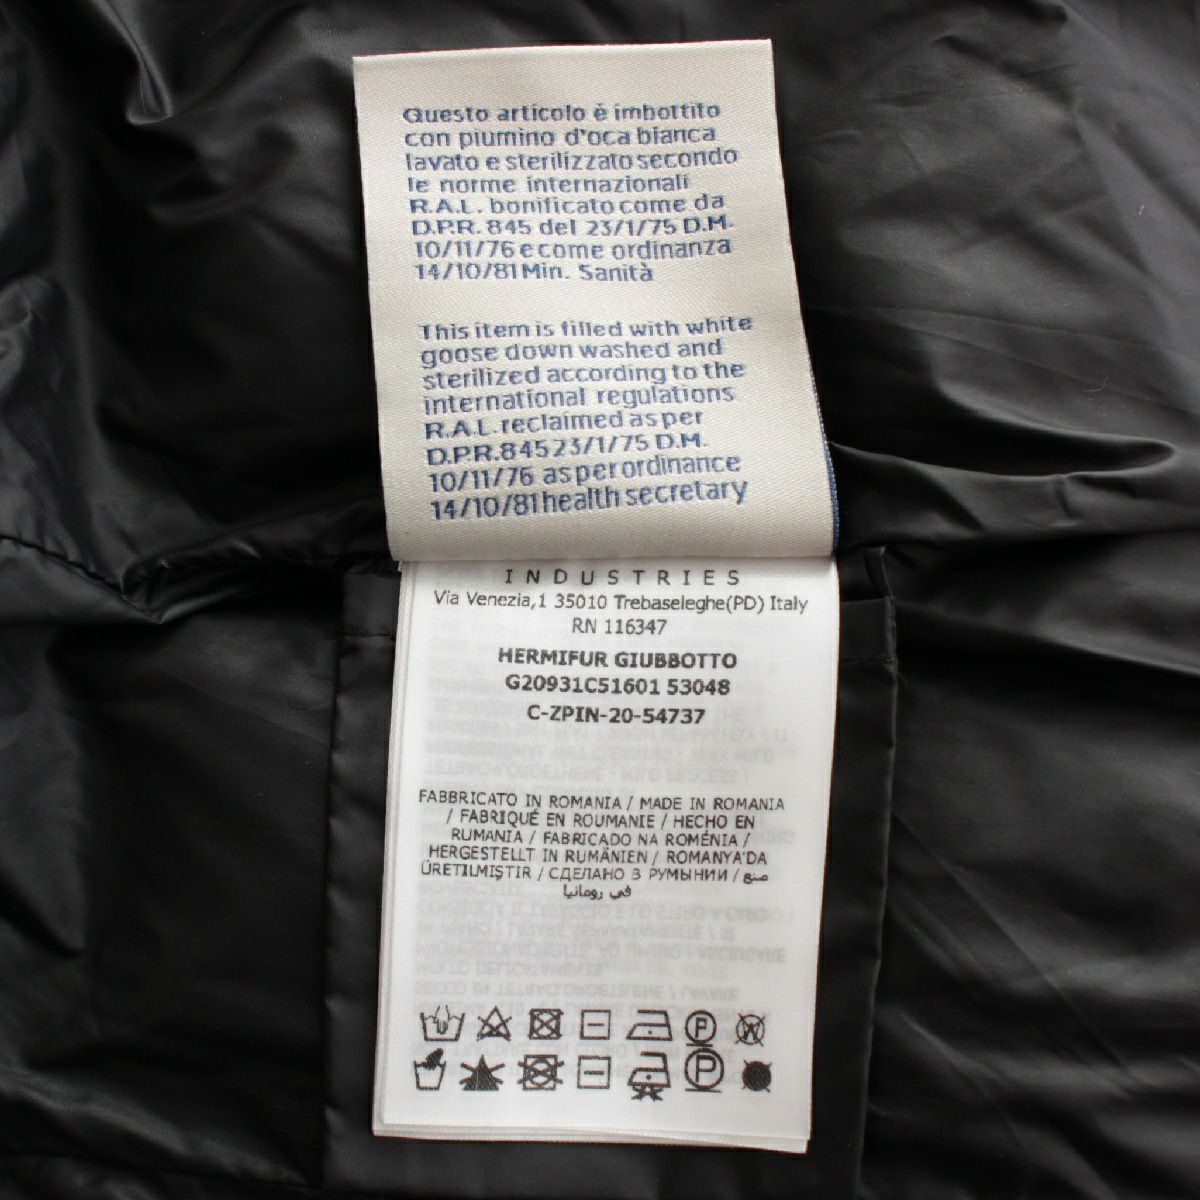 Questo articolo è imbottito
con piumino d'oca bianca
lavato e sterilizzato secondo
le norme internazionali
R.A.L. bonificato come da
D.P.R. 845 del 23/1/75 D.M.
10/11/76 e come ordinanza
14/10/81 Min. Sanità
This item is filled with white
goose down washed and
sterilized according to the
international regulations
R.A.L. reclaimed as per
D.P.R. 845 23/1/75 D.M.
10/11/76 as per ordinance
14/10/81 health secretary
INDUSTRIES
Via Venezia,1 35010 Trebaseleghe(PD) Italy
RN 116347
HERMIFUR GIUBBOTTO
G20931C51601 53048
C-ZPIN-20-54737
FABBRICATO IN ROMANIA / MADE IN ROMANIA
/ FABRIQUÉ EN ROUMANIE / HECHO EN
RUMANIA / FABRICADO NA ROMÉNIA /
HERGESTELLT IN RUMÄNIEN / ROMANYA'DA
ÜRETILMIŞTIR / СДЕЛАНО В РУМЫНИИ / صنع
في رومانيا
P W
P